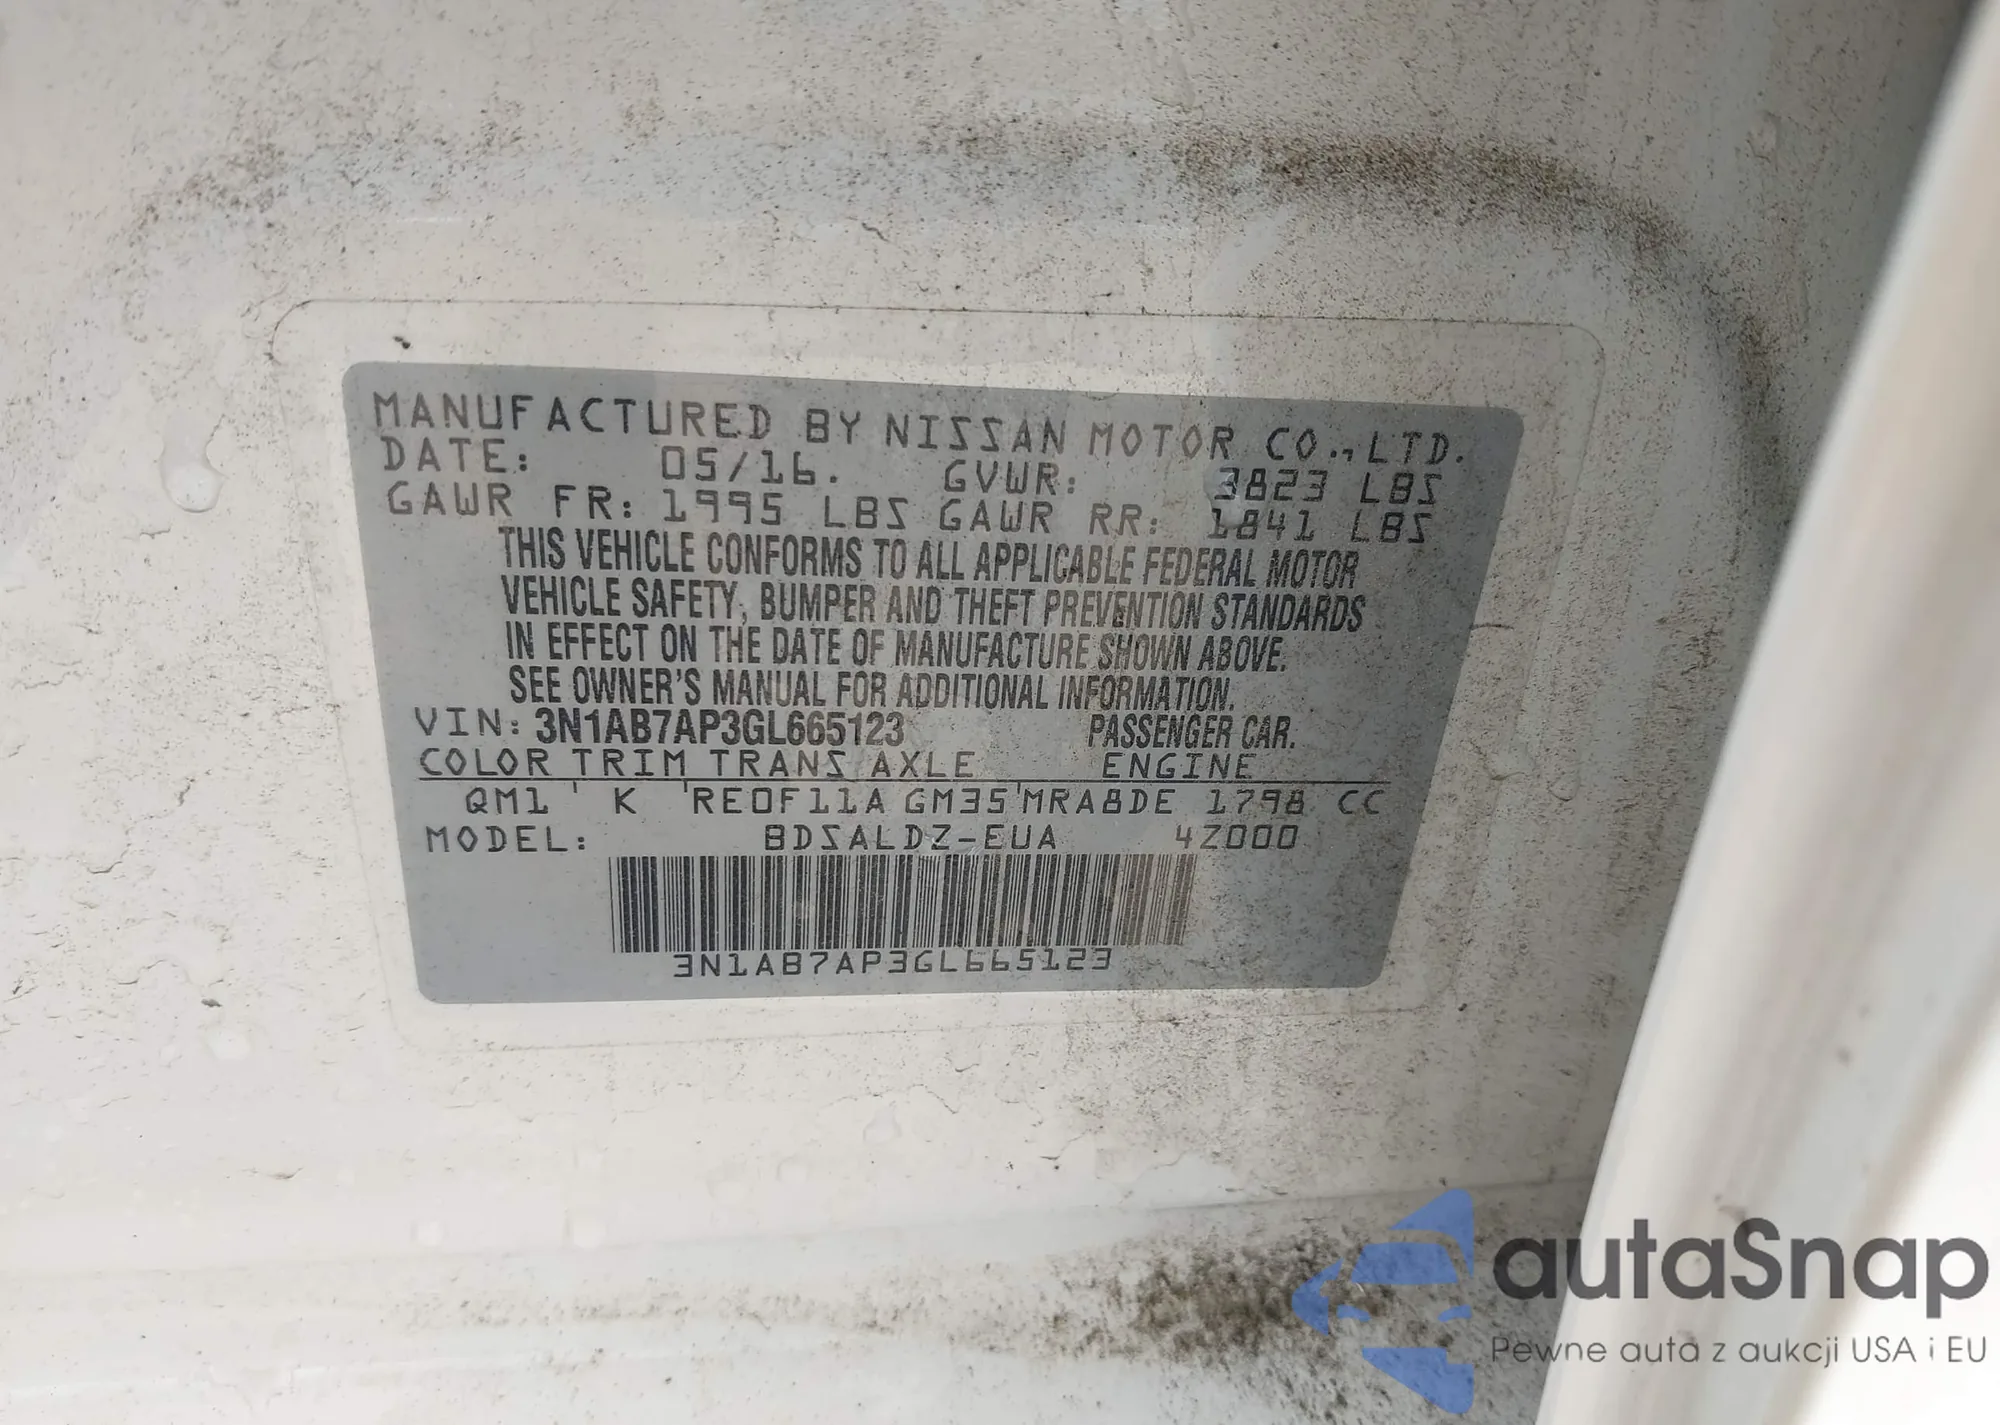 MANUFACTURED BY NISSAN MOTOR CO., LTD.
DATE: 05/16. GVWR: 3823 LBS
GAWR FR: 1995 LBS GAWR RR: 1841 LBS
THIS VEHICLE CONFORMS TO ALL APPLICABLE FEDERAL MOTOR
VEHICLE SAFETY, BUMPER AND THEFT PREVENTION STANDARDS
IN EFFECT ON THE DATE OF MANUFACTURE SHOWN ABOVE.
SEE OWNER'S MANUAL FOR ADDITIONAL INFORMATION.
VIN: 3N1AB7AP3GL665123 PASSENGER CAR.
COLOR TRIM TRANS AXLE ENGINE
QM1 ' K 'RE0F11A GM35'MRA8DE 1798 CC
MODEL: BDSALDZ-EUA 4Z000
3N1AB7AP3GL665123
autaSnap
Pewne auta z aukcji USA i EU